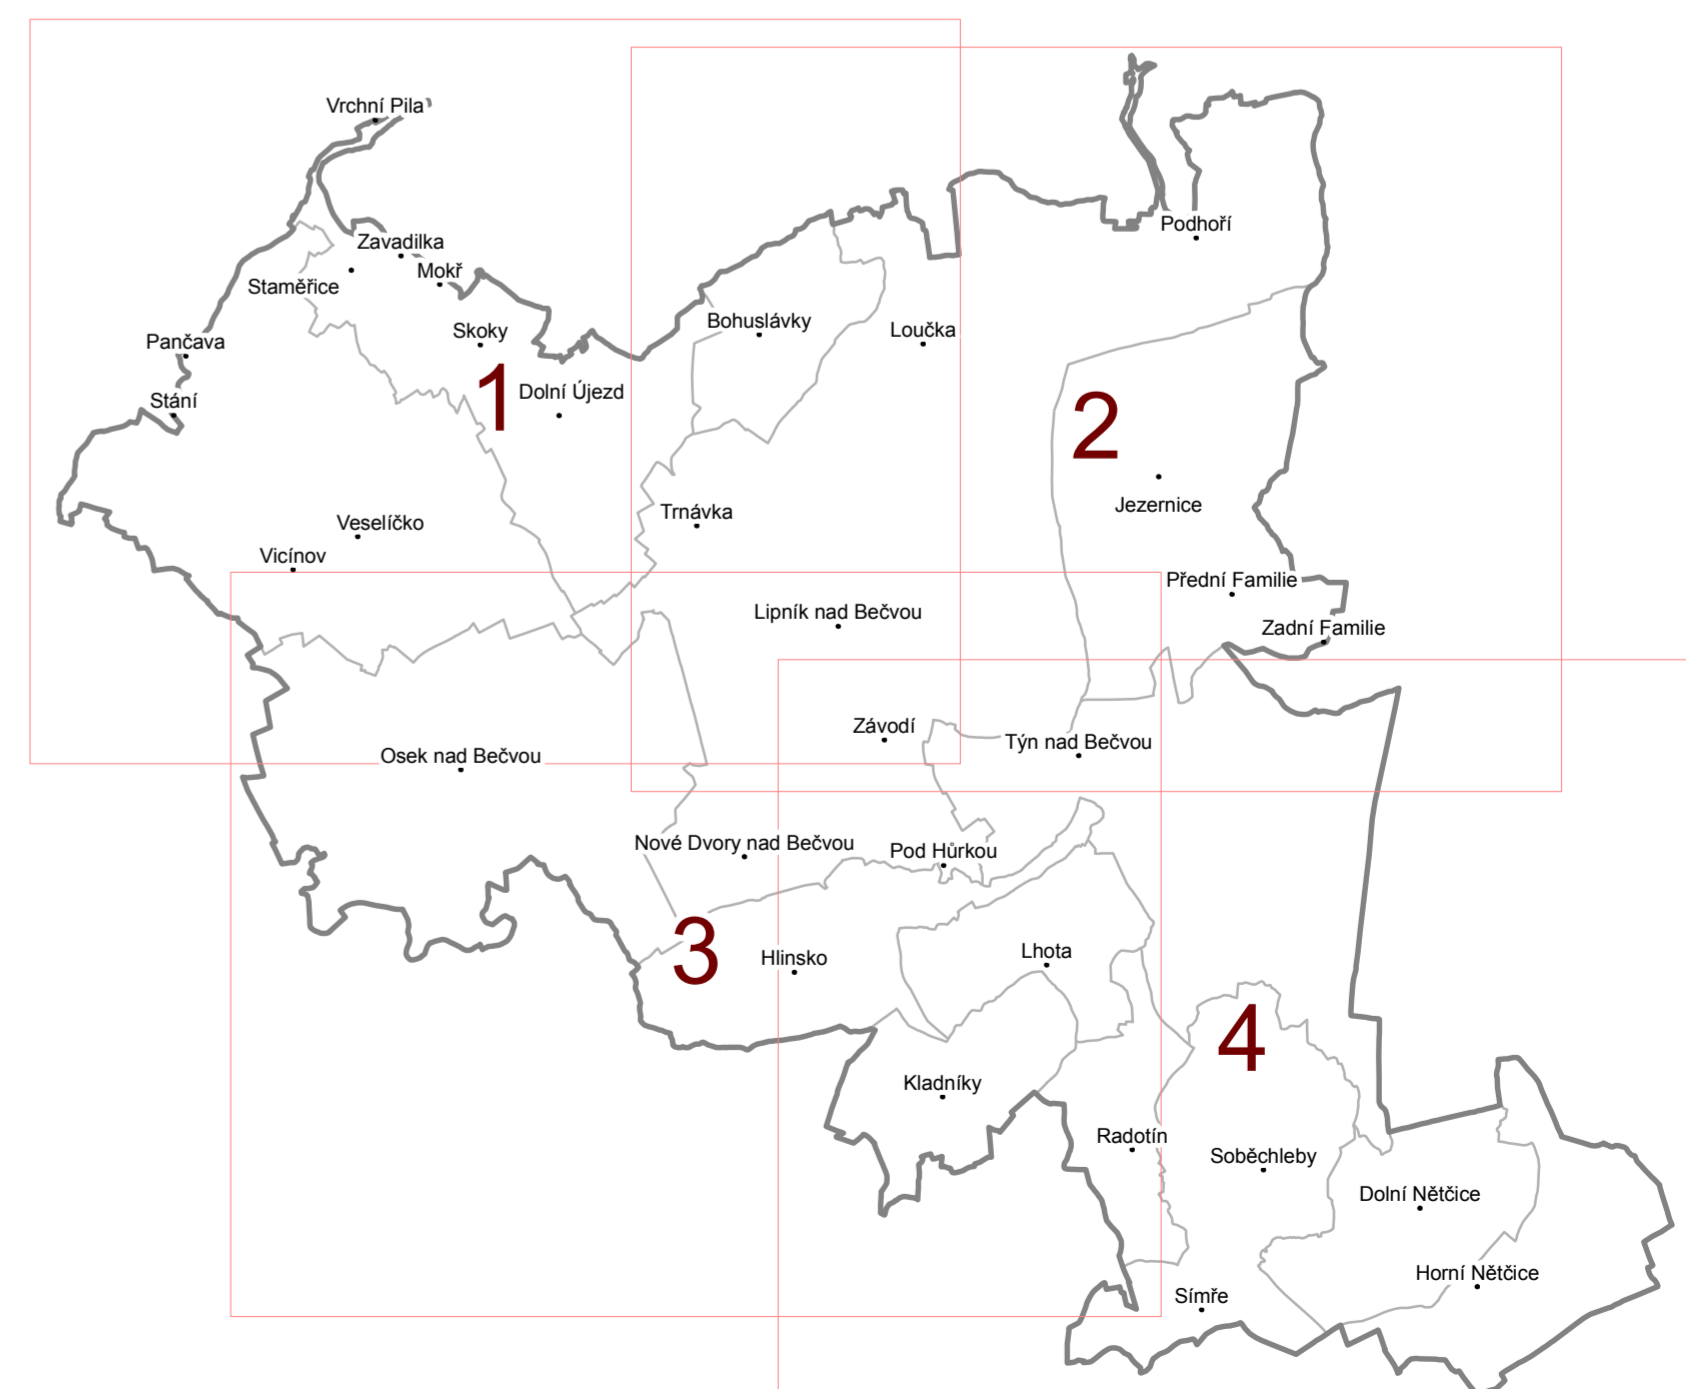 Vrchní Pila
Podhoří
Zavadilka
Mokř
Staměřice
Bohuslávky
Loučka
Skoky
Pančava
1
Dolní Újezd
Stání
2
Jezernice
Trnávka
Veselíčko
Vicínov
Přední Familie
Lipník nad Bečvou
Zadní Familie
Závodí
Týn nad Bečvou
Osek nad Bečvou
Nové Dvory nad Bečvou
Pod Hůrkou
3
Lhota
Hlinsko
4
Kladníky
Radotín
Soběchleby
Dolní Nětčice
Horní Nětčice
Símře